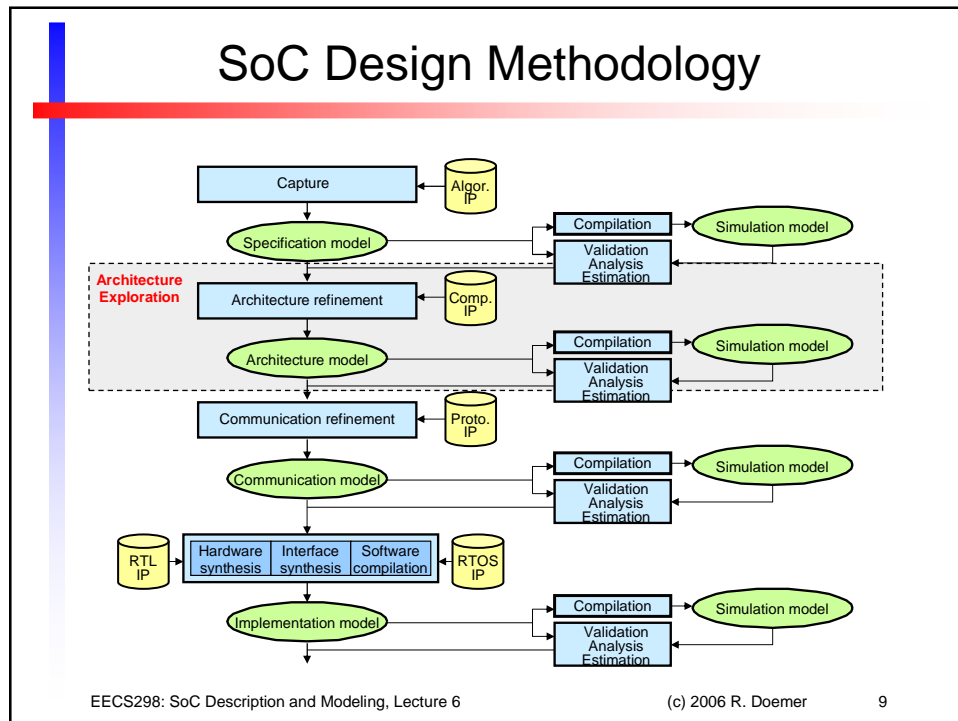 SoC Design Methodology
Capture
Algor.
IP
Specification model
Compilation
Simulation model
Validation
Analysis
Estimation
Architecture
Exploration
Architecture refinement
Comp.
IP
Architecture model
Compilation
Simulation model
Validation
Analysis
Estimation
Communication refinement
Proto.
IP
Communication model
Compilation
Simulation model
Validation
Analysis
Estimation
RTL
IP
Hardware
synthesis
Interface
synthesis
Software
compilation
RTOS
IP
Implementation model
Compilation
Simulation model
Validation
Analysis
Estimation
EECS298: SoC Description and Modeling, Lecture 6
(c) 2006 R. Doemer
9